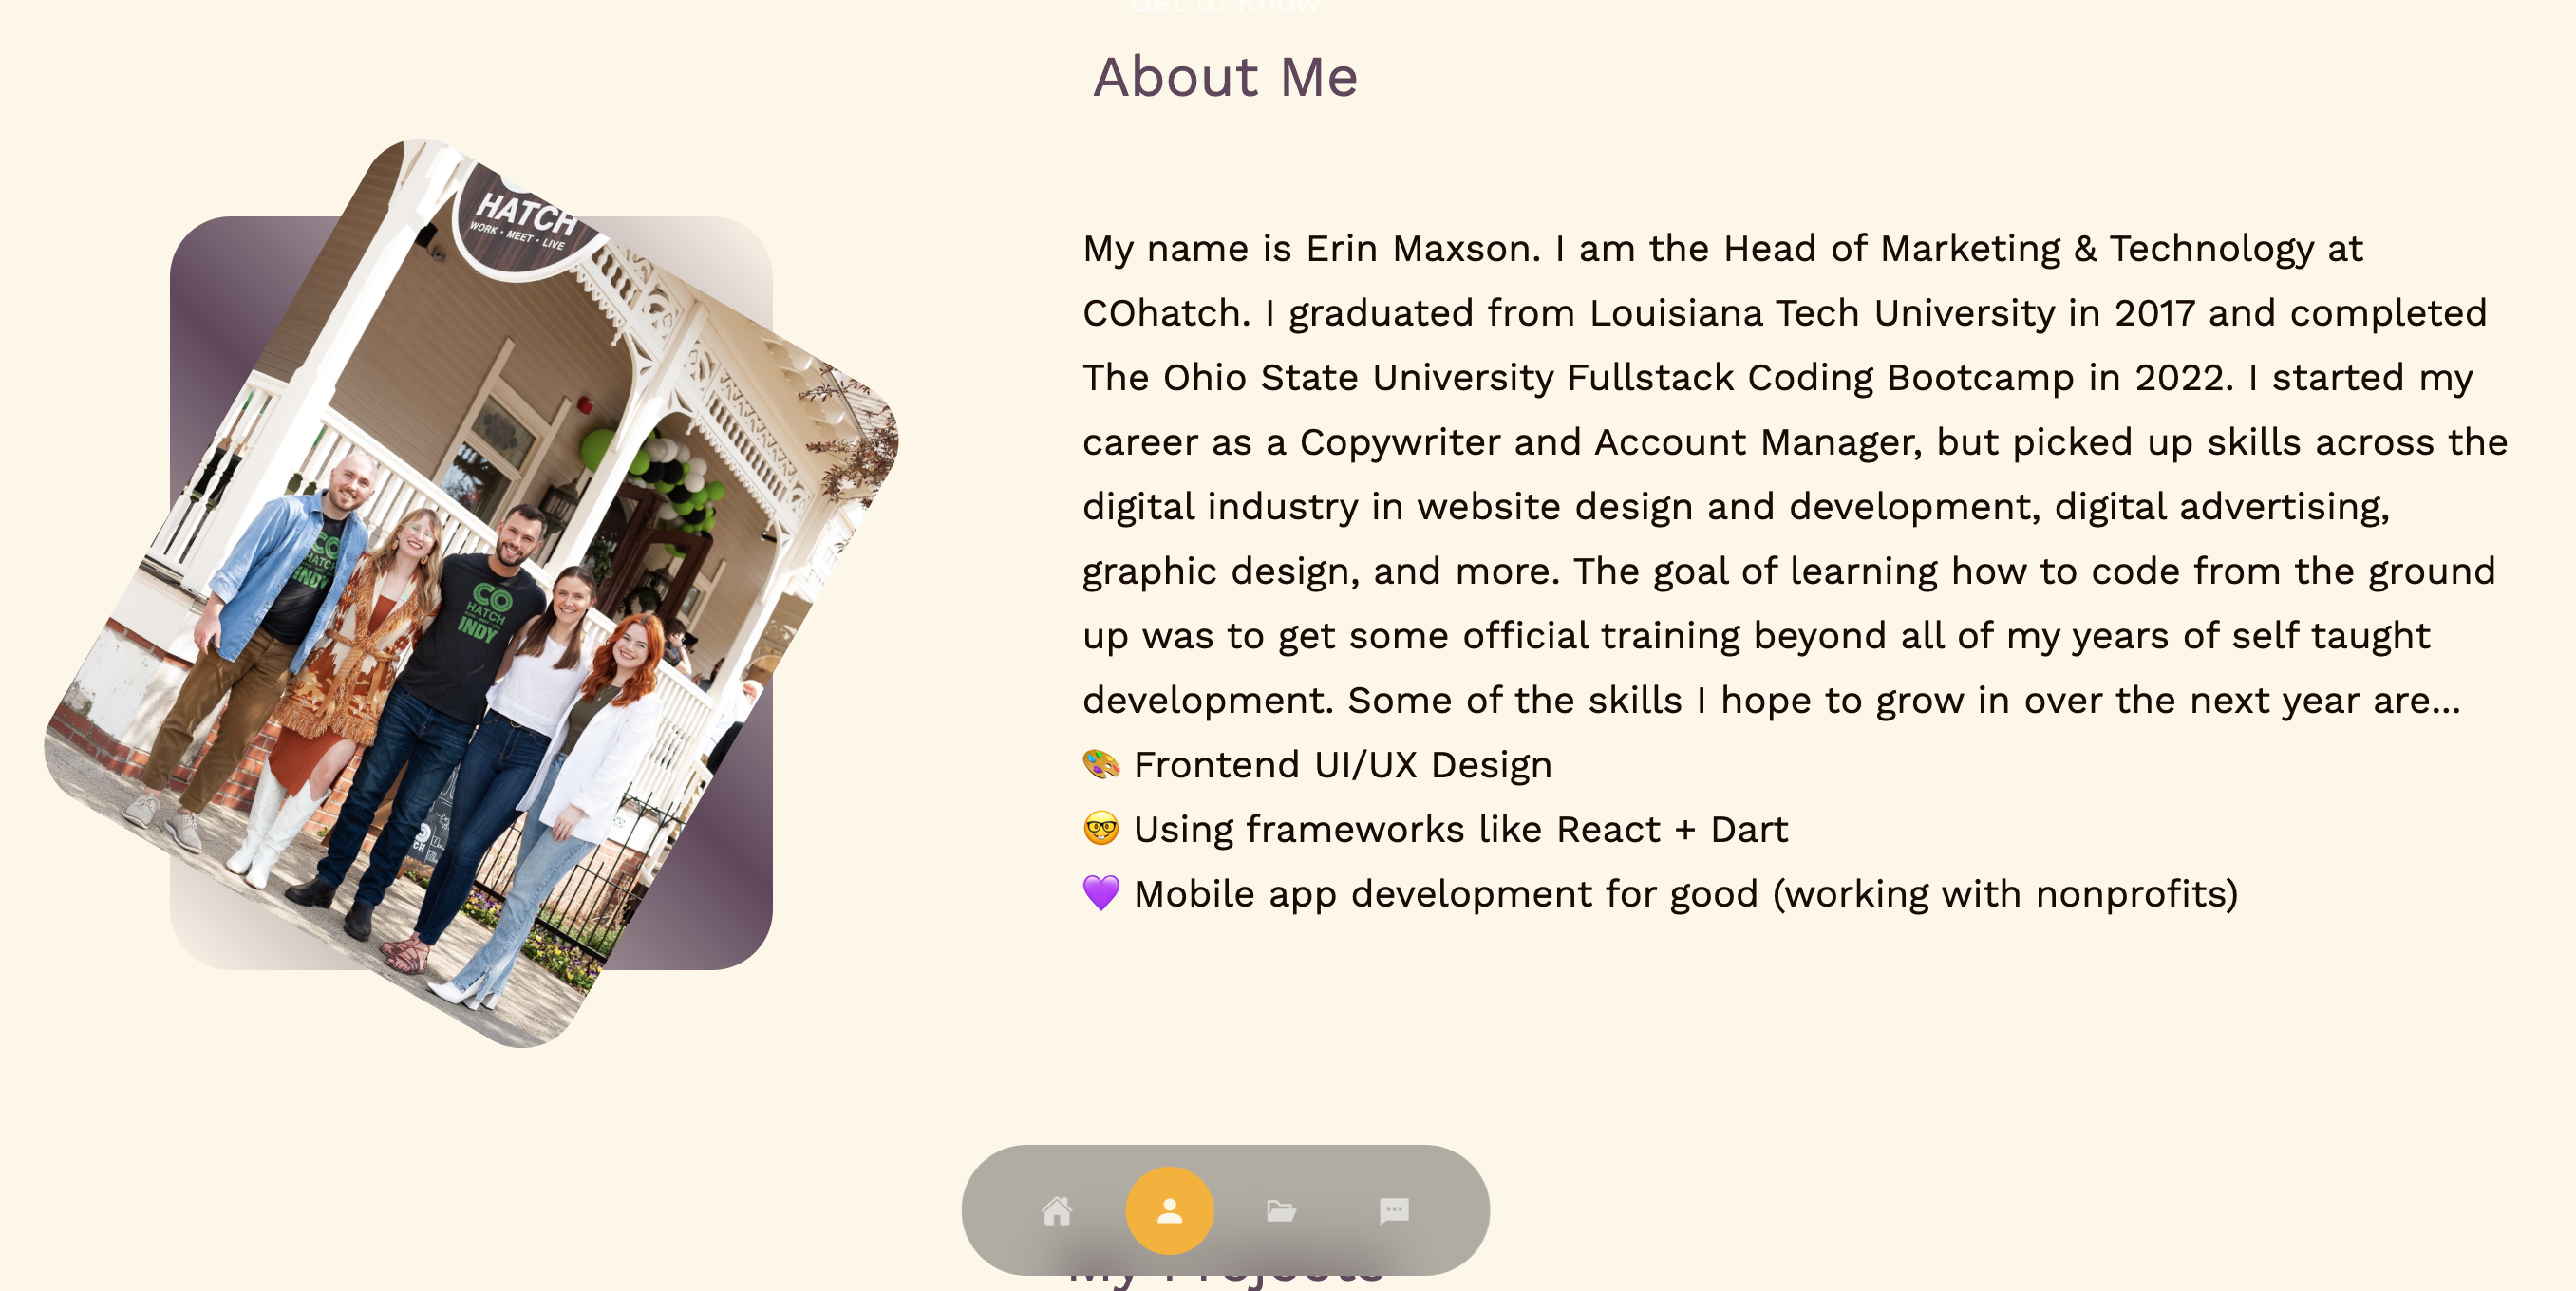 Get to Know
About Me
HATCH
WORK • MEET • LIVE
CO
HATCH
INDY
CO
HATCH
WORK • MEET • LIVE
INDY
My name is Erin Maxson. I am the Head of Marketing & Technology at
COhatch. I graduated from Louisiana Tech University in 2017 and completed
The Ohio State University Fullstack Coding Bootcamp in 2022. I started my
career as a Copywriter and Account Manager, but picked up skills across the
digital industry in website design and development, digital advertising,
graphic design, and more. The goal of learning how to code from the ground
up was to get some official training beyond all of my years of self taught
development. Some of the skills I hope to grow in over the next year are...
🎨 Frontend UI/UX Design
🤓 Using frameworks like React + Dart
💜 Mobile app development for good (working with nonprofits)
My Projects